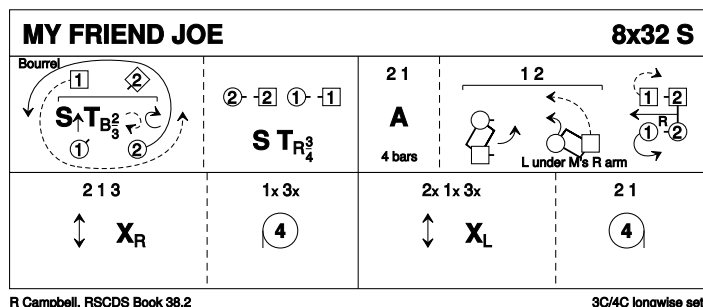 MY FRIEND JOE 8x32 S
Bourrel
1 2
S T B 2/3
1 2
2 2 1 1
S T R 3/4
2 1
A
4 bars
1 2
L under M's R arm
1 2
R
1 2
2 1 3
X R
1x 3x
4
2x 1x 3x
X L
2 1
4
R Campbell, RSCDS Book 38.2 3C/4C longwise set